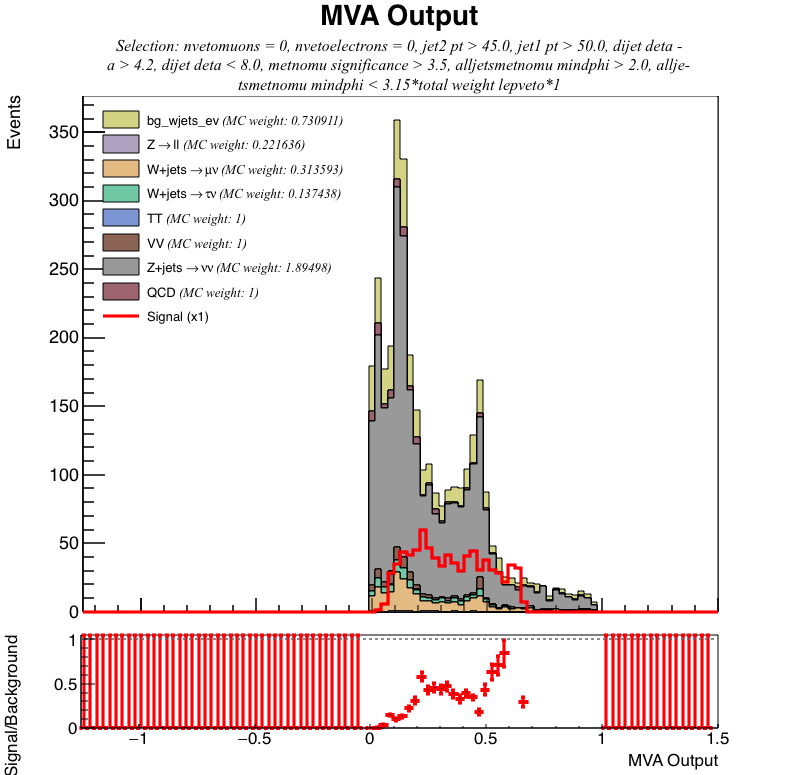 MVA Output
Selection: nvetomuons = 0, nvetoelectrons = 0, jet2 pt > 45.0, jet1 pt > 50.0, dijet deta -
a > 4.2, dijet deta < 8.0, metnomu significance > 3.5, alljetsmetnomu mindphi > 2.0, allje-
tsmetnomu mindphi < 3.15*total weight lepveto*1
Events
350
300
250
200
150
100
50
0
bg_wjets_ev (MC weight: 0.730911)
Z→ll (MC weight: 0.221636)
W+jets→μν (MC weight: 0.313593)
W+jets→τν (MC weight: 0.137438)
TT (MC weight: 1)
VV (MC weight: 1)
Z+jets→νν (MC weight: 1.89498)
QCD (MC weight: 1)
Signal (x1)
Signal/Background
1
0.5
0
−1 −0.5 0 0.5 1 1.5
MVA Output